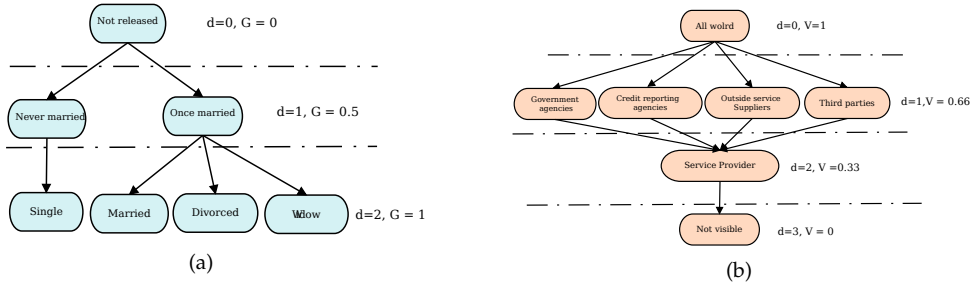 Not released
d=0, G = 0
Never married
Once married
d=1, G = 0.5
Single
Married
Divorced
d=2, G = 1
(a)
All wolrd
d=0, V=1
Government
agencies
Credit reporting
agencies
Outside service
Suppliers
Third parties
d=1,V = 0.66
Service Provider
d=2, V =0.33
Not visible
d=3, V = 0
(b)